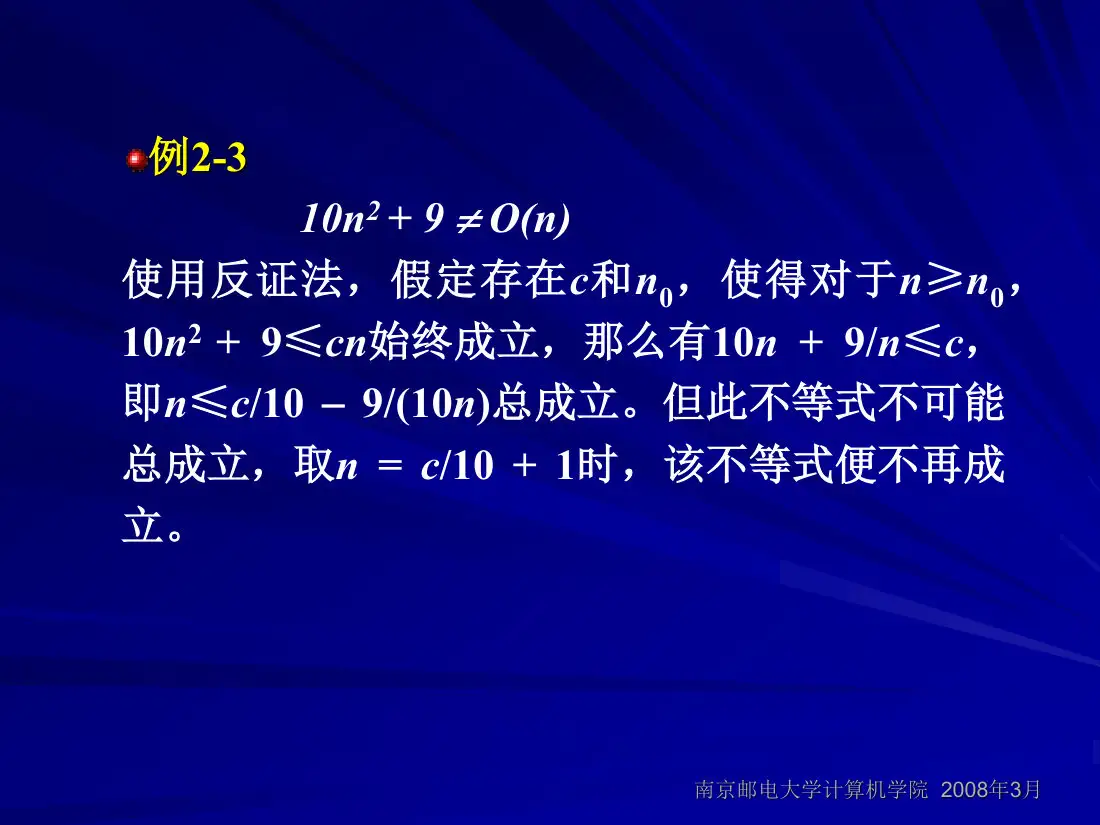 例2-3
10n² + 9 ≠ O(n)
使用反证法，假定存在c和n₀，使得对于n≥n₀，
10n² + 9≤cn始终成立，那么有10n + 9/n≤c，
即n≤c/10 – 9/(10n)总成立。但此不等式不可能
总成立，取n = c/10 + 1时，该不等式便不再成
立。
南京邮电大学计算机学院 2008年3月